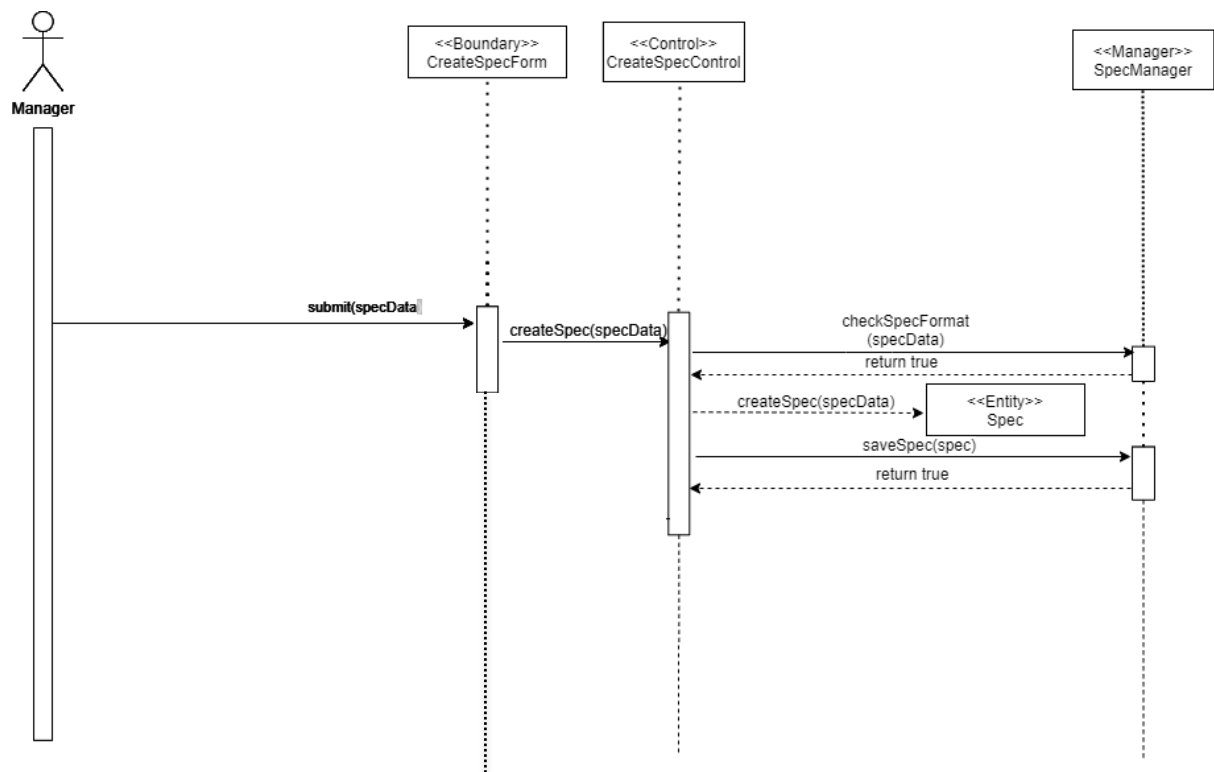 <<Boundary>>
CreateSpecForm
<<Control>>
CreateSpecControl
<<Manager>>
SpecManager
Manager
submit(specData
createSpec(specData)
checkSpecFormat
(specData)
return true
createSpec(specData)
<<Entity>>
Spec
saveSpec(spec)
return true